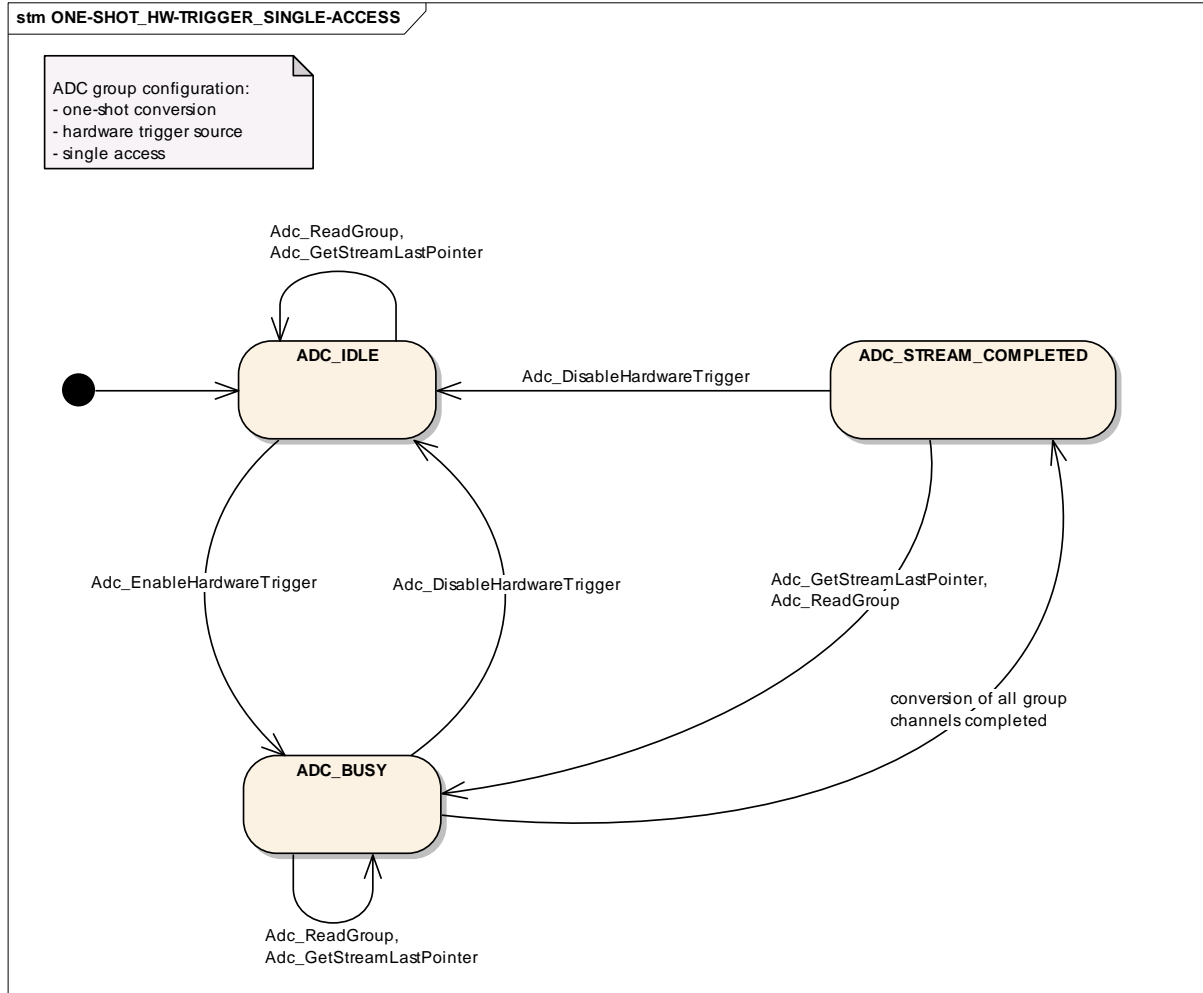 stm ONE-SHOT_HW-TRIGGER_SINGLE-ACCESS
ADC group configuration:
- one-shot conversion
- hardware trigger source
- single access
Adc_ReadGroup,
Adc_GetStreamLastPointer
ADC_IDLE
ADC_STREAM_COMPLETED
Adc_DisableHardwareTrigger
Adc_EnableHardwareTrigger
Adc_DisableHardwareTrigger
Adc_GetStreamLastPointer,
Adc_ReadGroup
conversion of all group
channels completed
ADC_BUSY
Adc_ReadGroup,
Adc_GetStreamLastPointer